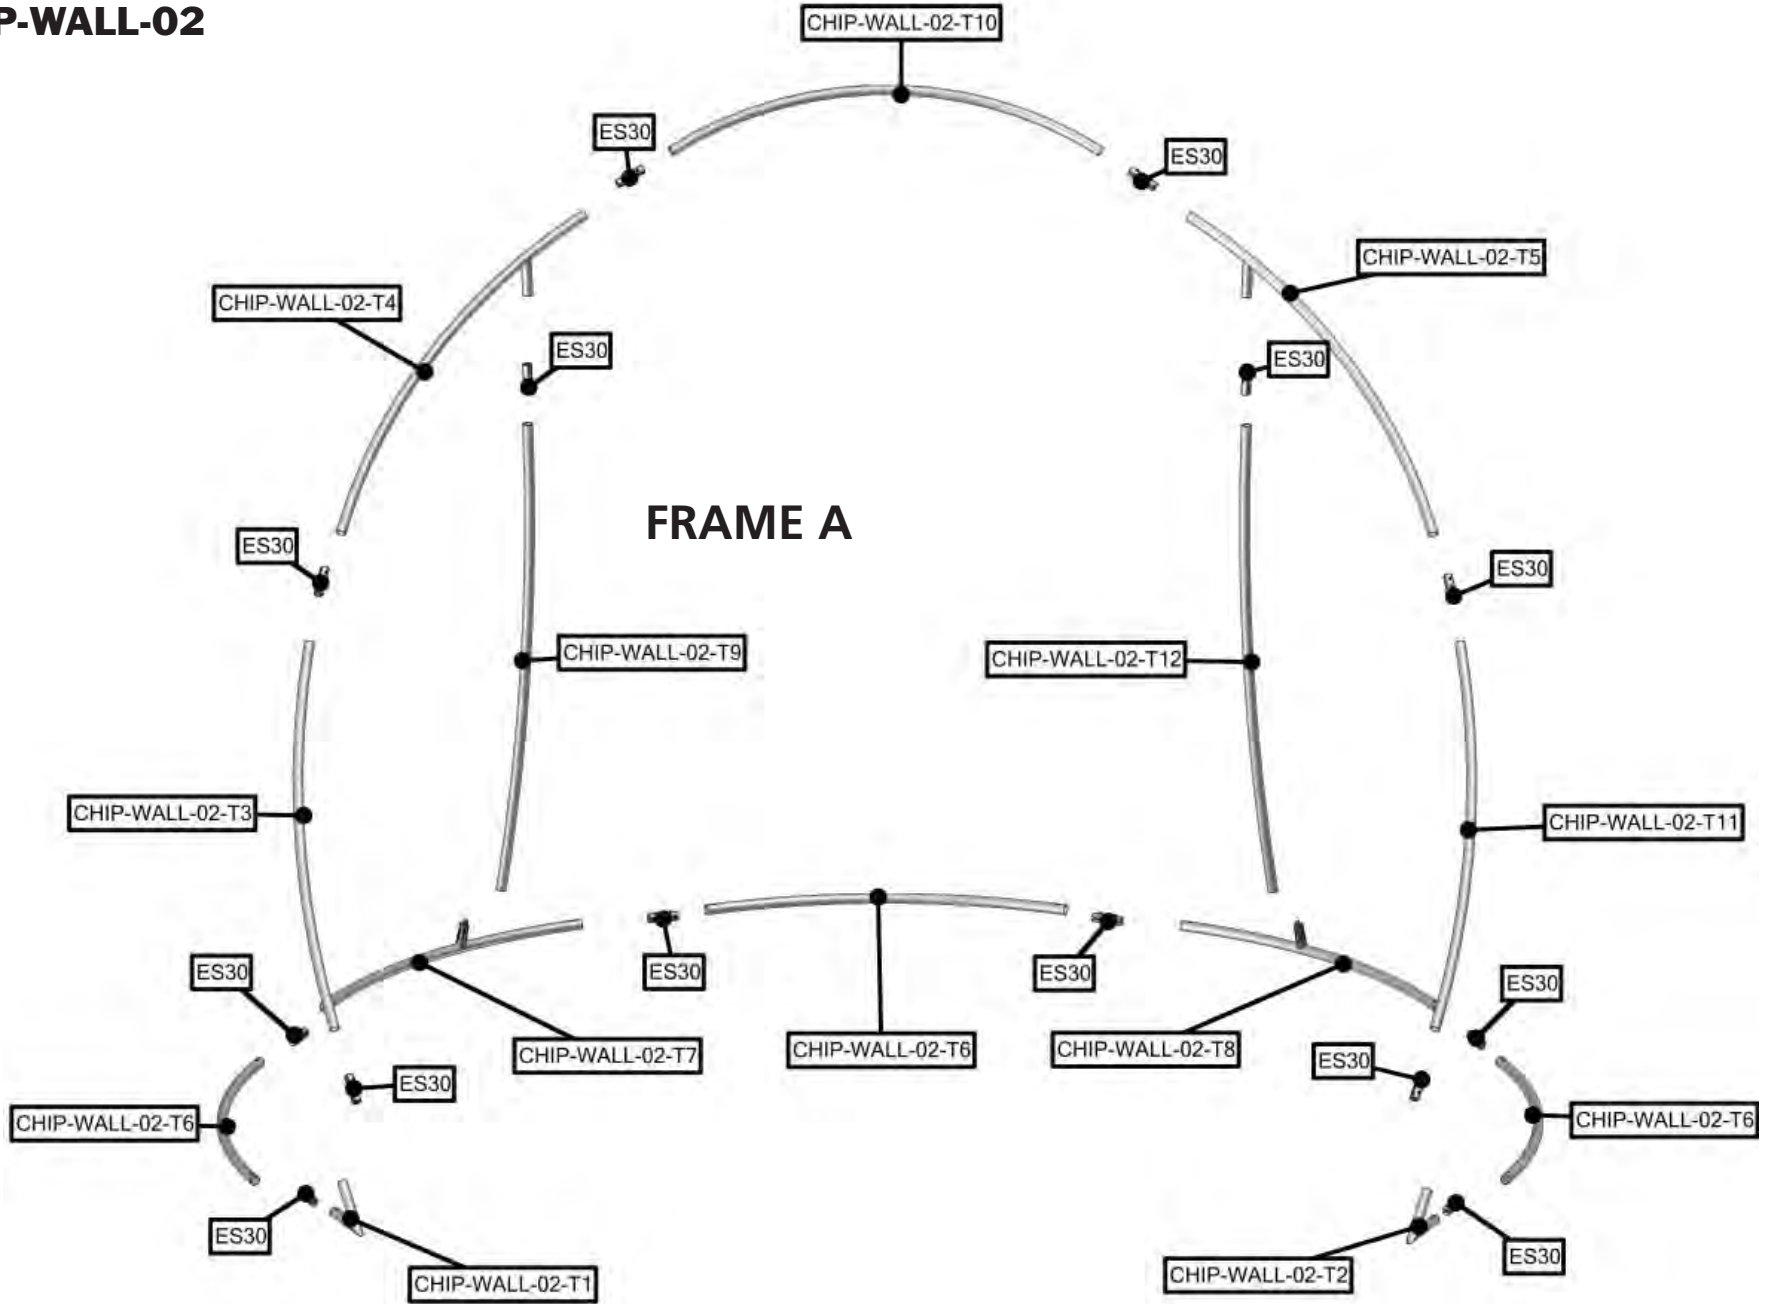 P-WALL-02
CHIP-WALL-02-T10
ES30
ES30
CHIP-WALL-02-T5
CHIP-WALL-02-T4
ES30
ES30
FRAME A
ES30
ES30
CHIP-WALL-02-T9
CHIP-WALL-02-T12
CHIP-WALL-02-T3
CHIP-WALL-02-T11
ES30
ES30
ES30
ES30
CHIP-WALL-02-T7
CHIP-WALL-02-T6
CHIP-WALL-02-T8
ES30
ES30
CHIP-WALL-02-T6
CHIP-WALL-02-T6
ES30
ES30
CHIP-WALL-02-T1
CHIP-WALL-02-T2